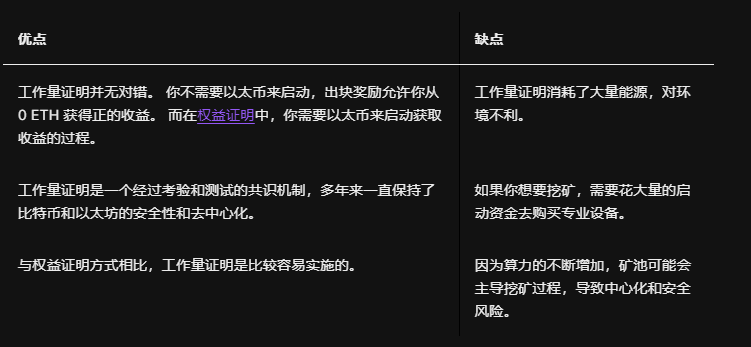 优点
缺点
工作量证明并无对错。 你不需要以太币来启动，出块奖励允许你从
0 ETH 获得正的收益。 而在权益证明中，你需要以太币来启动获取
收益的过程。
工作量证明消耗了大量能源，对环
境不利。
工作量证明是一个经过考验和测试的共识机制，多年来一直保持了
比特币和以太坊的安全性和去中心化。
如果你想要挖矿，需要花大量的启
动资金去购买专业设备。
与权益证明方式相比，工作量证明是比较容易实施的。
因为算力的不断增加，矿池可能会
主导挖矿过程，导致中心化和安全
风险。